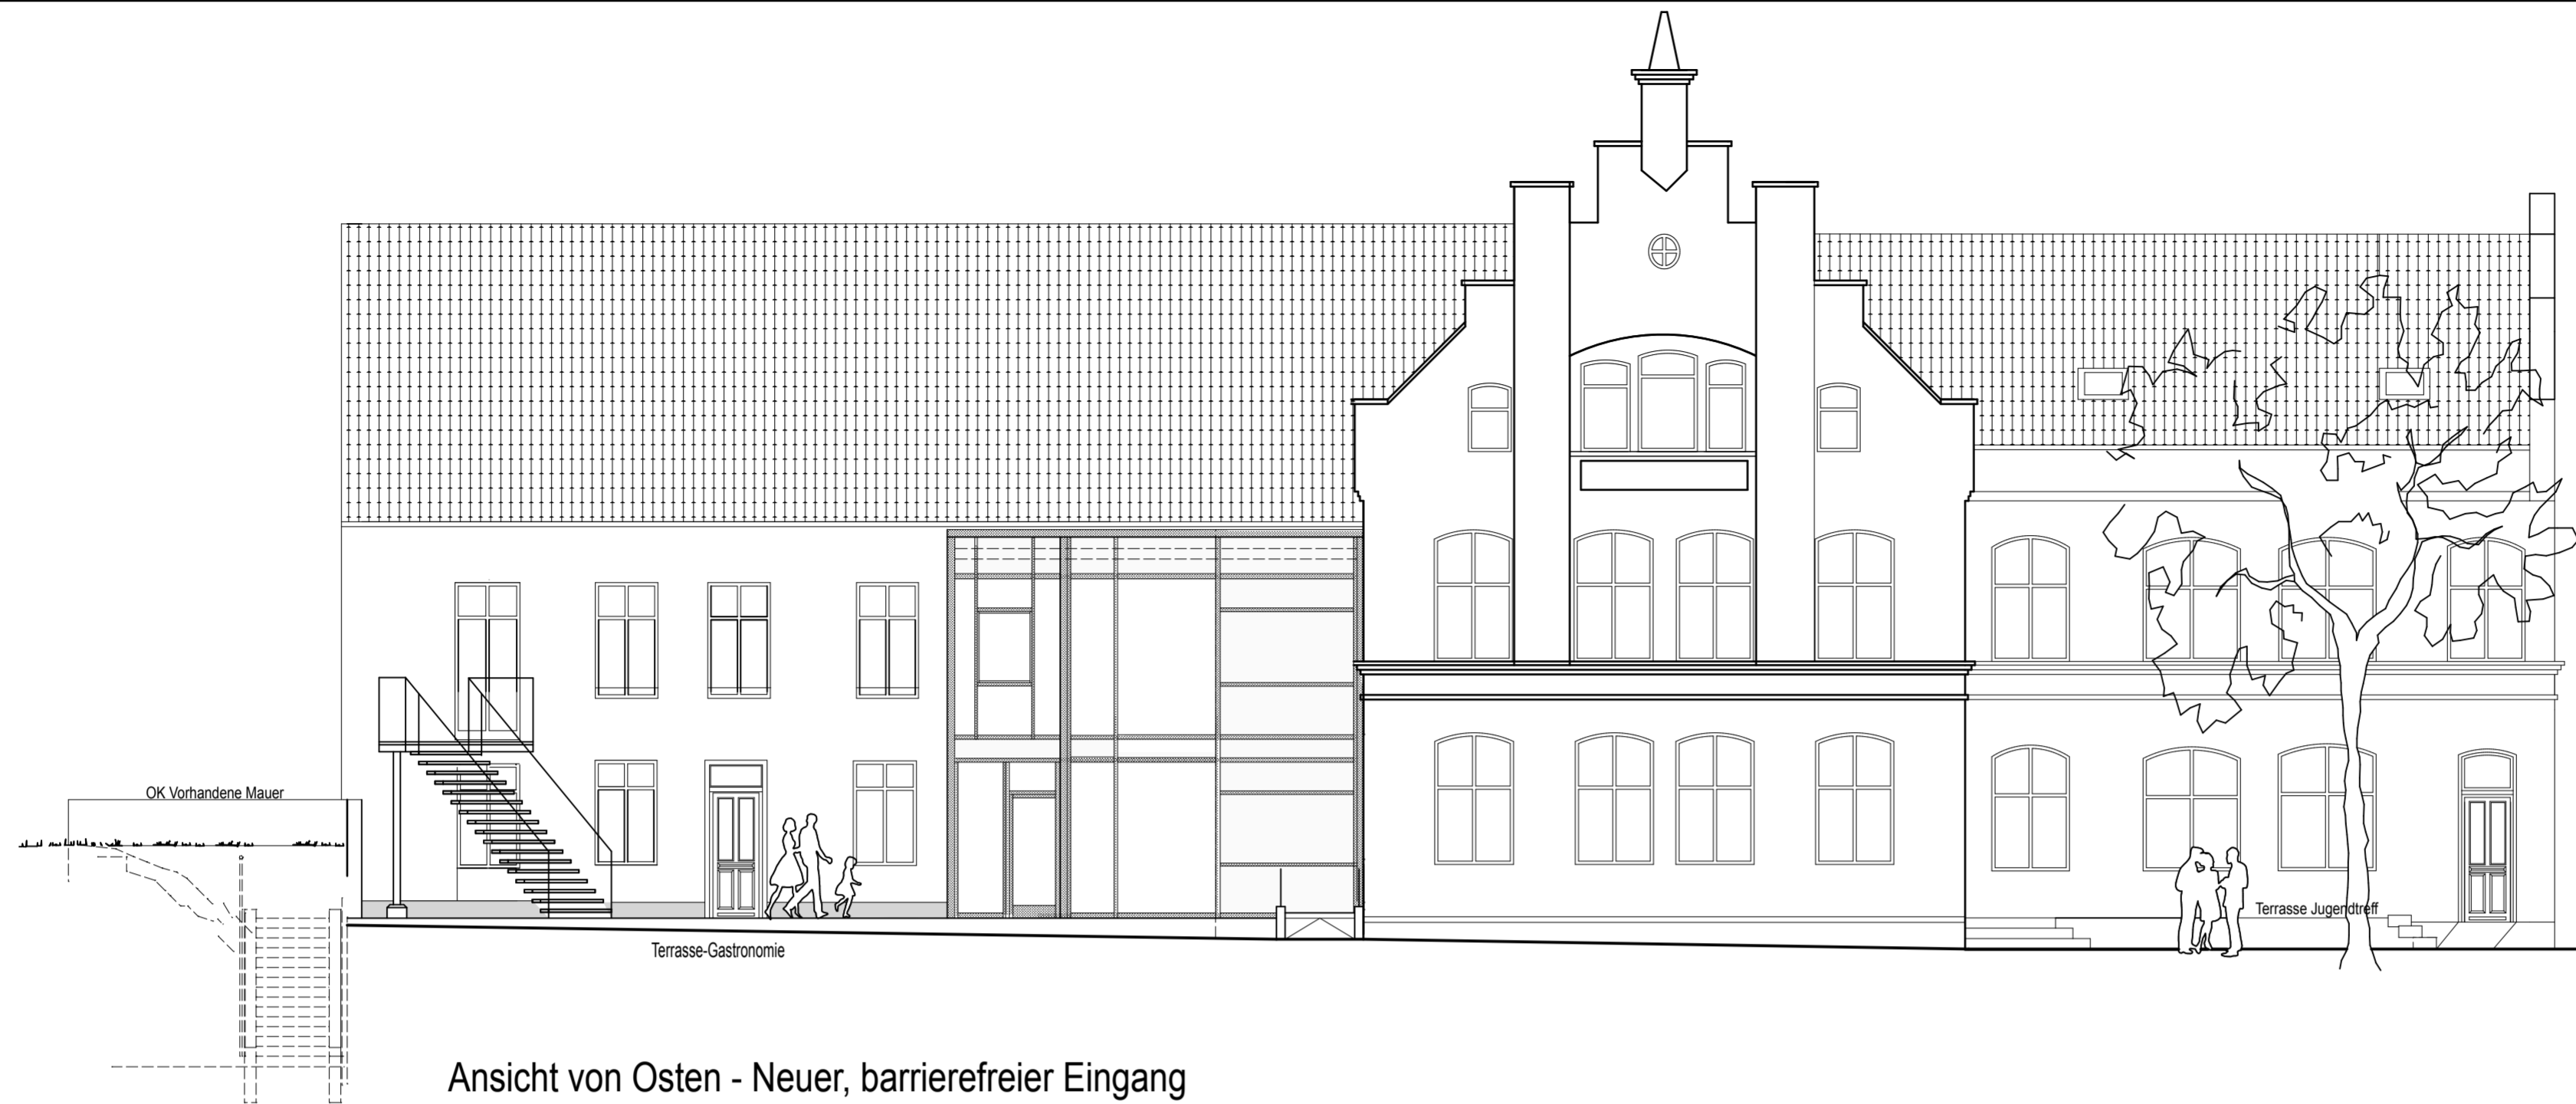 OK Vorhandene Mauer
Terrasse Jugendtreff
Terrasse-Gastronomie
Ansicht von Osten - Neuer, barrierefreier Eingang